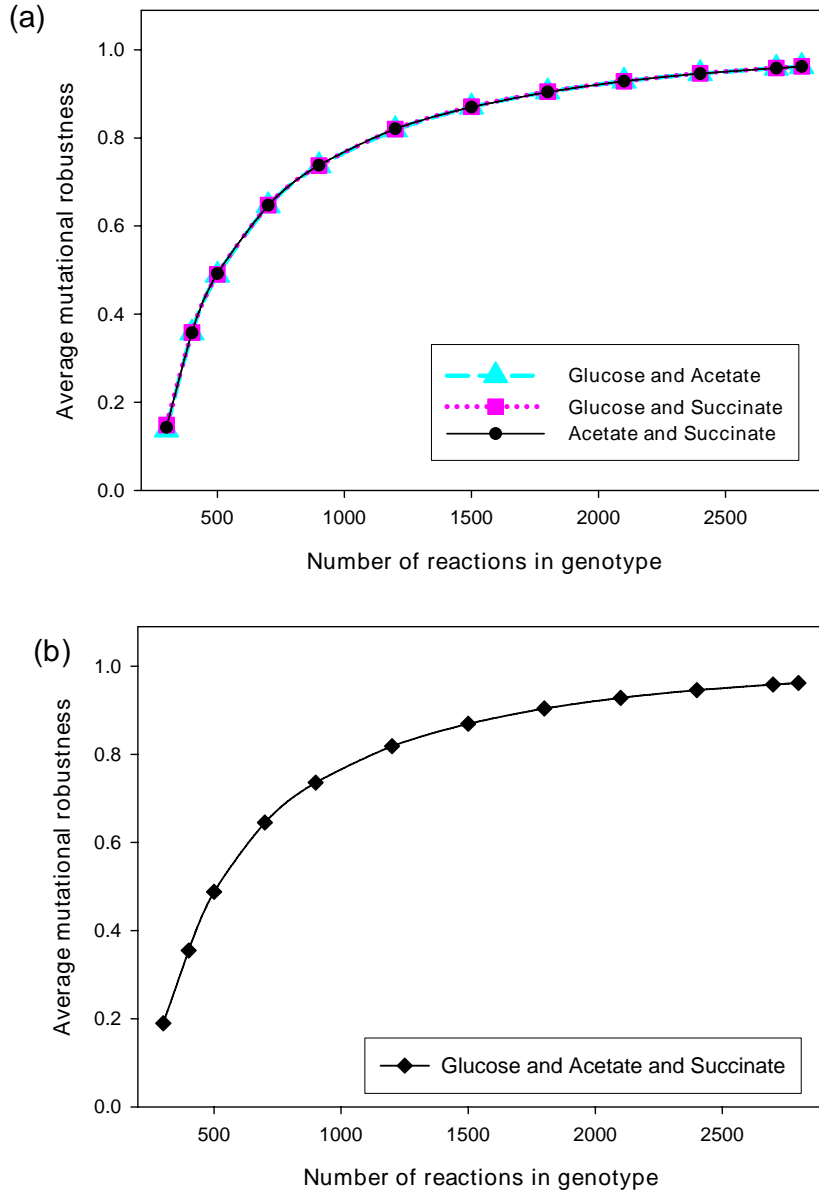 (a)
1.0
0.8
0.6
0.4
0.2
0.0
Average mutational robustness
Glucose and Acetate
Glucose and Succinate
Acetate and Succinate
500 1000 1500 2000 2500
Number of reactions in genotype
(b)
1.0
0.8
0.6
0.4
0.2
0.0
Average mutational robustness
Glucose and Acetate and Succinate
500 1000 1500 2000 2500
Number of reactions in genotype